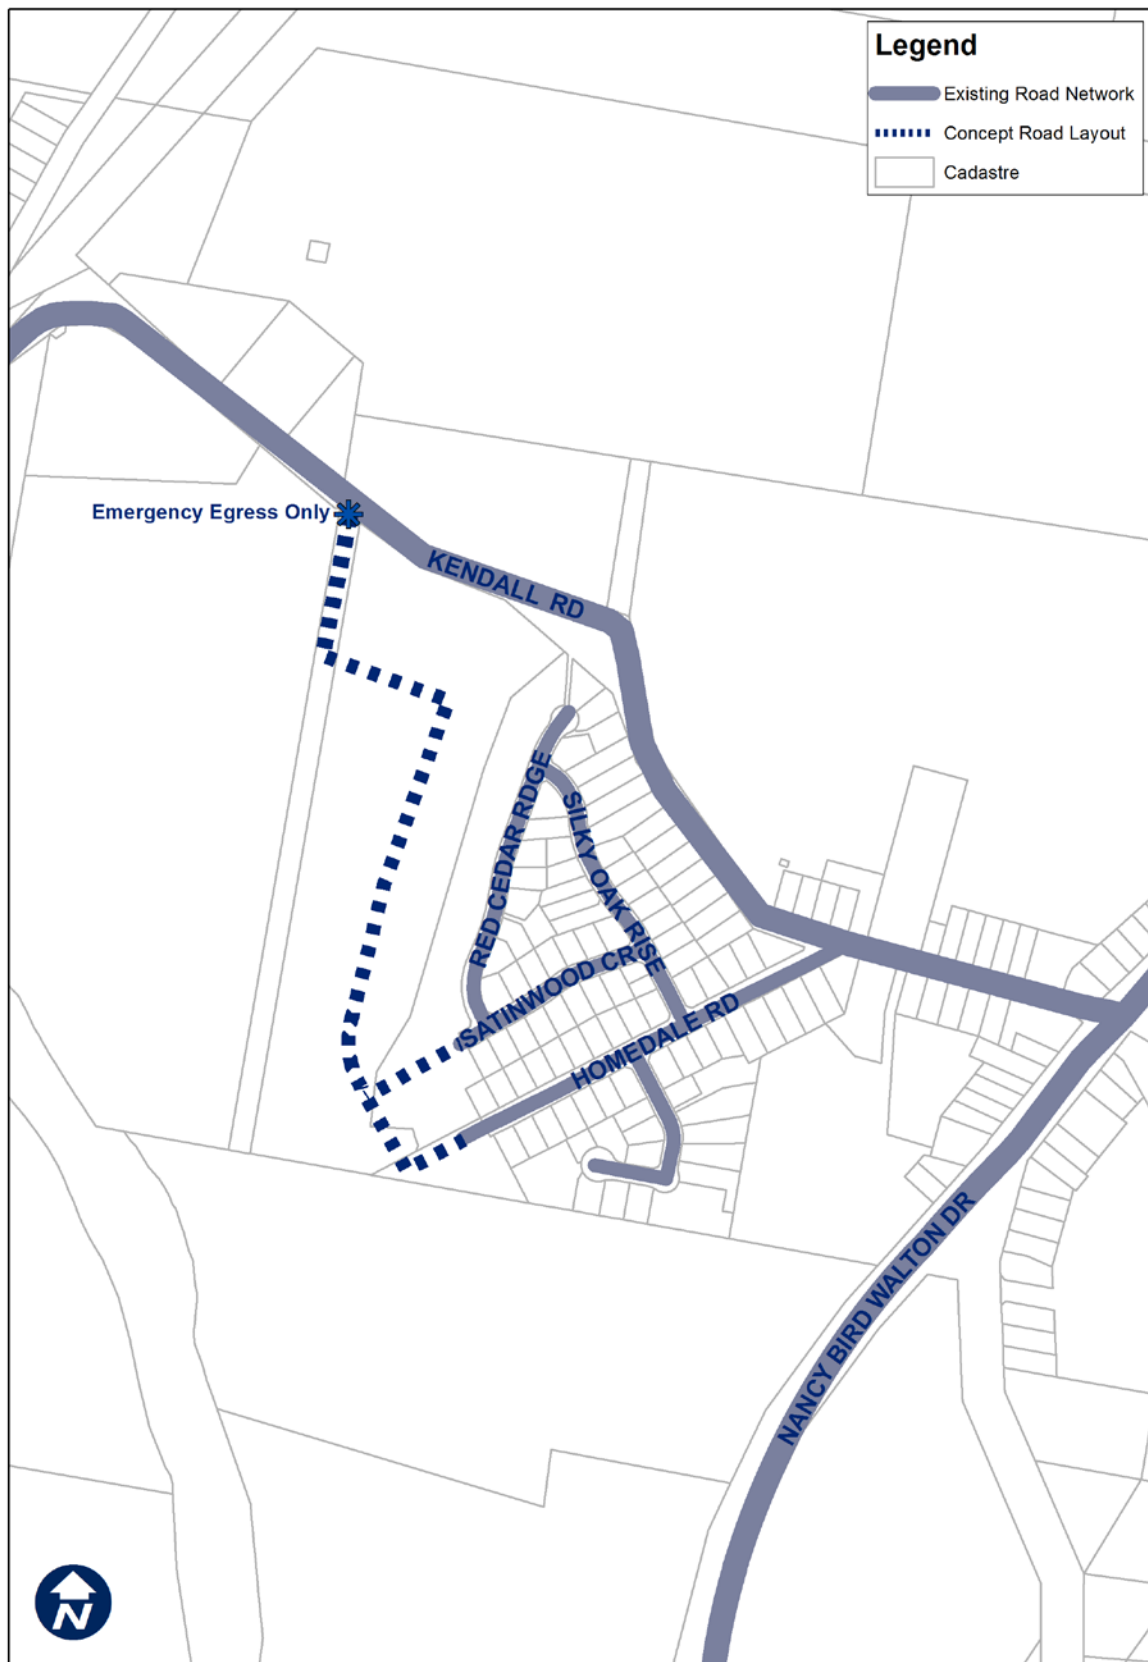 Legend
Existing Road Network
Concept Road Layout
Cadastre
Emergency Egress Only
KENDALL RD
RED CEDAR RDGE
SILKY OAK RISE
SATINWOOD CR
HOMEDALE RD
NANCY BIRD WALTON DR
N